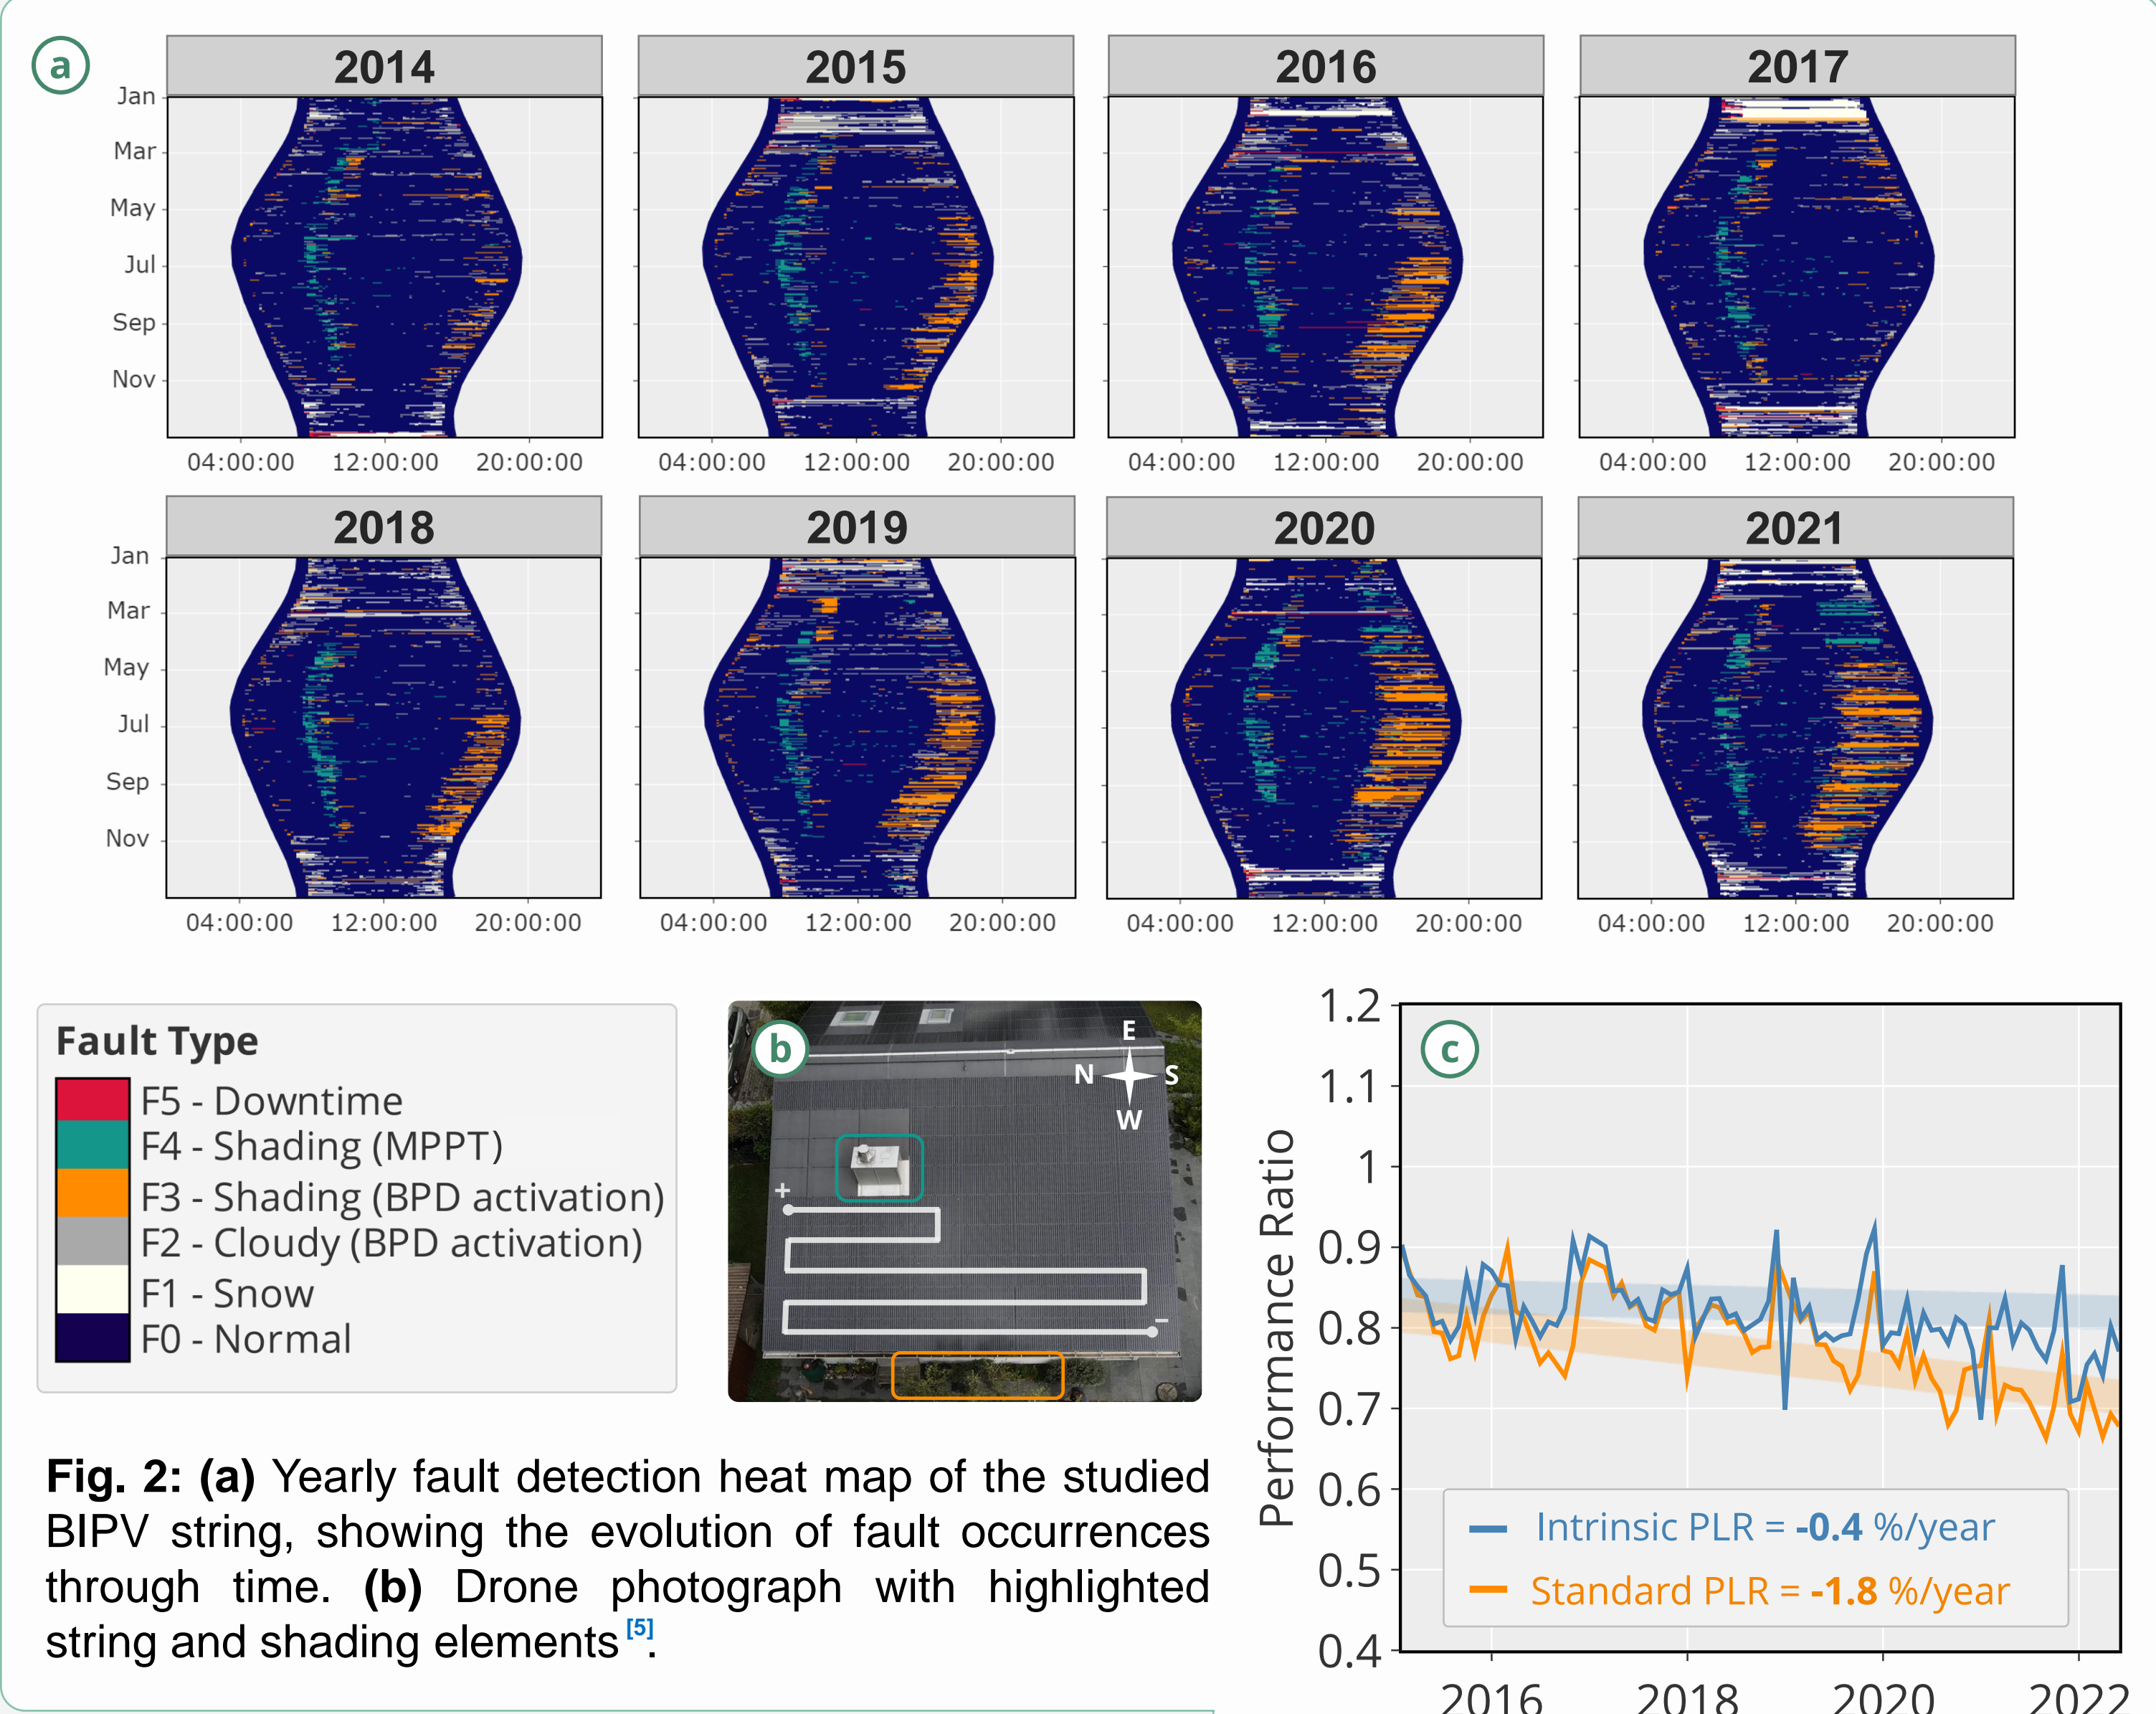 a
2014
2015
2016
2017
Jan
Mar
May
Jul
Sep
Nov
04:00:00 12:00:00 20:00:00
04:00:00 12:00:00 20:00:00
04:00:00 12:00:00 20:00:00
04:00:00 12:00:00 20:00:00
2018
2019
2020
2021
Jan
Mar
May
Jul
Sep
Nov
04:00:00 12:00:00 20:00:00
04:00:00 12:00:00 20:00:00
04:00:00 12:00:00 20:00:00
04:00:00 12:00:00 20:00:00
Fault Type
F5 - Downtime
F4 - Shading (MPPT)
F3 - Shading (BPD activation)
F2 - Cloudy (BPD activation)
F1 - Snow
F0 - Normal
b
E
N S
W
+
−
c
Performance Ratio
1.2
1.1
1
0.9
0.8
0.7
0.6
0.5
0.4
Intrinsic PLR = -0.4 %/year
Standard PLR = -1.8 %/year
2016 2018 2020 2022
Fig. 2: (a) Yearly fault detection heat map of the studied
BIPV string, showing the evolution of fault occurrences
through time. (b) Drone photograph with highlighted
string and shading elements [5].